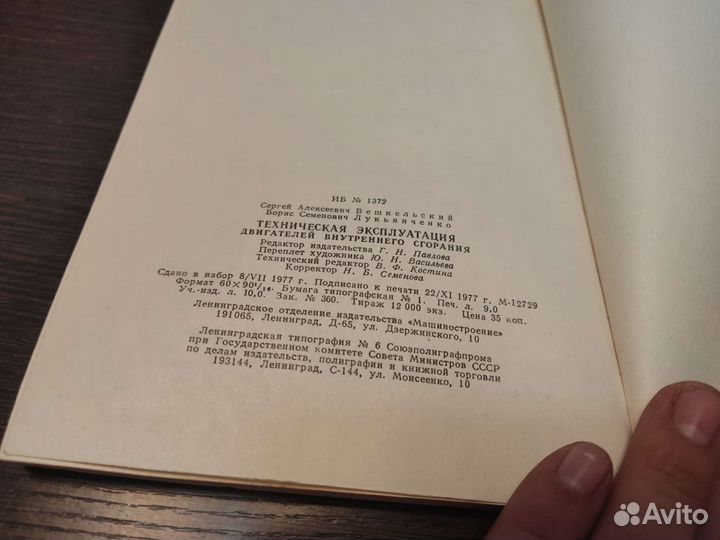 ИБ № 1372
Сергей Алексеевич Вешкельский
Борис Семенович Лукьянченко
ТЕХНИЧЕСКАЯ ЭКСПЛУАТАЦИЯ
ДВИГАТЕЛЕЙ ВНУТРЕННЕГО СГОРАНИЯ
Редактор издательства Г. Н. Павлова
Переплет художника Ю. Н. Васильева
Технический редактор В. Ф. Костина
Корректор Н. Б. Семенова
Сдано в набор 8/VII 1977 г. Подписано к печати 22/XI 1977 г. М-12729
Формат 60×90¹/₁₆. Бумага типографская № 1. Печ. л. 9,0
Уч.-изд. л. 10,0. Зак. № 360. Тираж 12 000 экз. Цена 35 коп.
Ленинградское отделение издательства «Машиностроение»
191065, Ленинград, Д-65, ул. Дзержинского, 10
Ленинградская типография № 6 Союзполиграфпрома
при Государственном комитете Совета Министров СССР
по делам издательств, полиграфии и книжной торговли
193144, Ленинград, С-144, ул. Моисеенко, 10
Avito